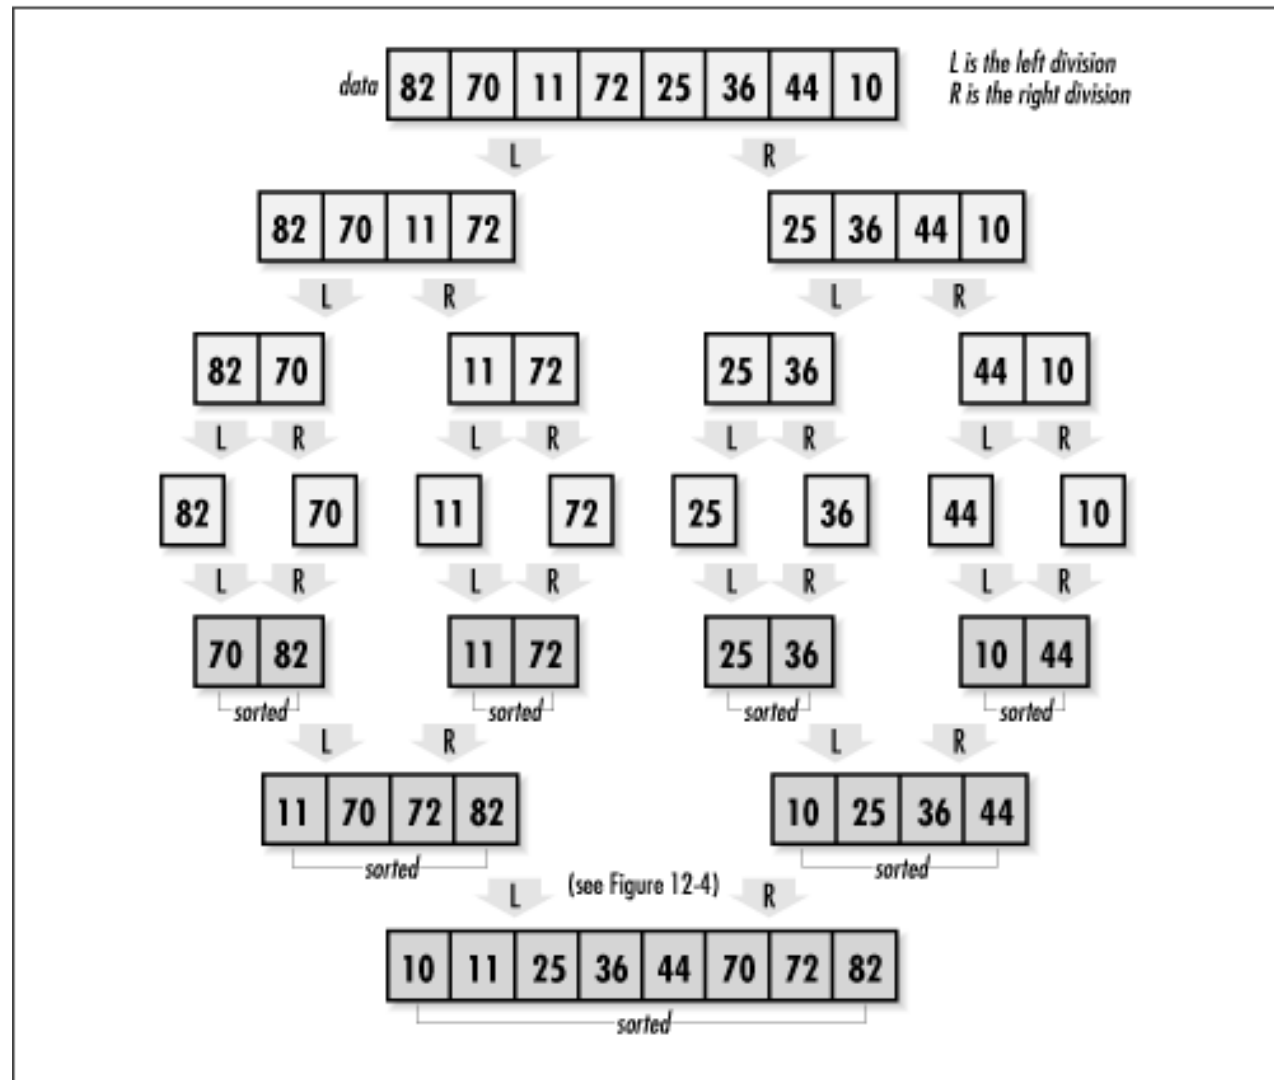 data 82 70 11 72 25 36 44 10
L is the left division
R is the right division
L R
82 70 11 72 25 36 44 10
L R L R
82 70 11 72 25 36 44 10
L R L R L R L R
82 70 11 72 25 36 44 10
L R L R L R L R
70 82 11 72 25 36 10 44
sorted sorted sorted sorted
L R L R
11 70 72 82 10 25 36 44
sorted sorted
L (see Figure 12-4) R
10 11 25 36 44 70 72 82
sorted